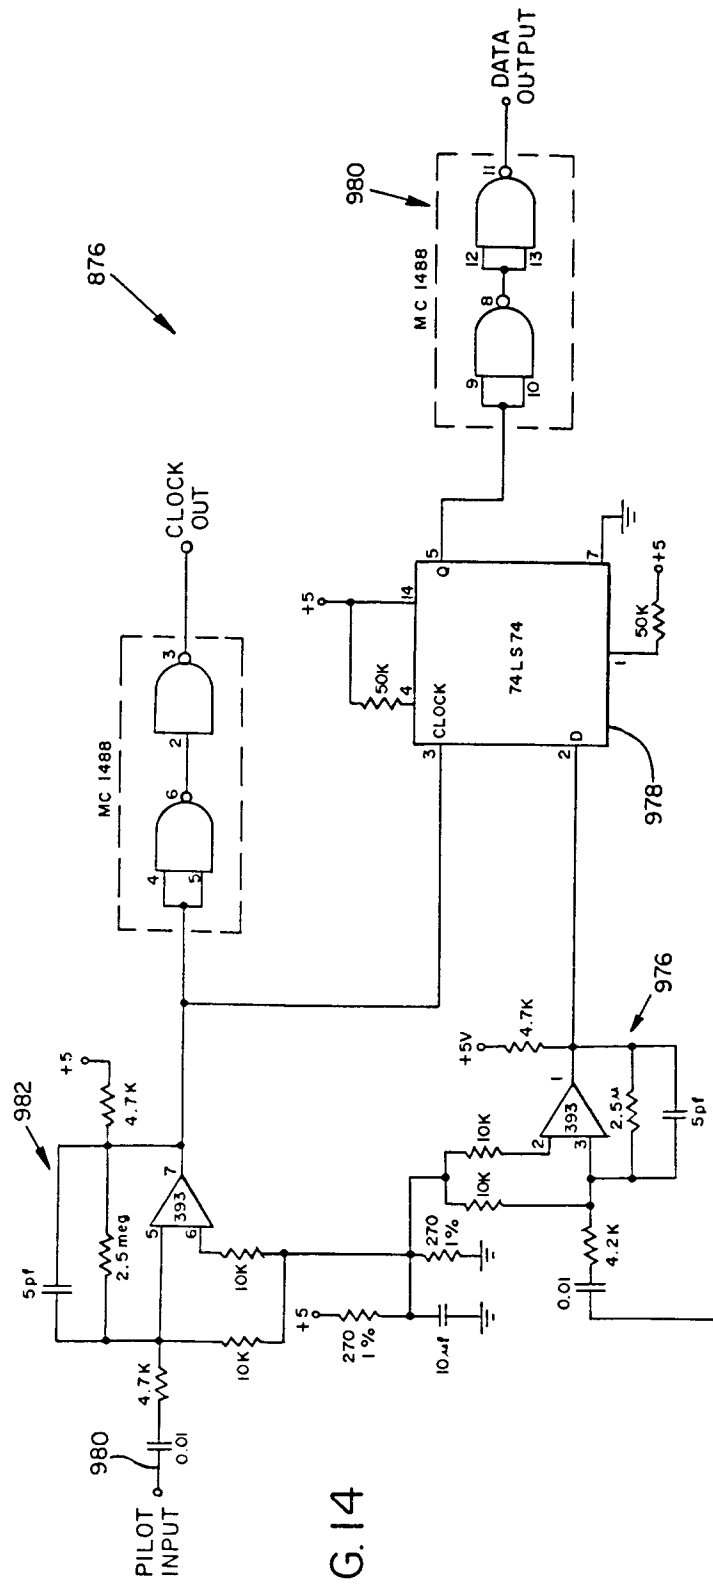 876
PILOT
INPUT
980
0.01
4.7K
5pf
2.5meg
982
+5
4.7K
393
5
6
7
10K
10K
MC 1488
4
5
6
2
3
CLOCK
OUT
+5
270
1%
270
1%
10µf
10K
10K
+5V
4.7K
2
3
393
1
2.5µ
5pf
976
0.01
4.2K
3
CLOCK
4
50K
14
+5
74LS74
2
D
5
Q
7
1
50K
+5
978
MC 1488
9
10
8
12
13
11
980
DATA
OUTPUT
G. 14